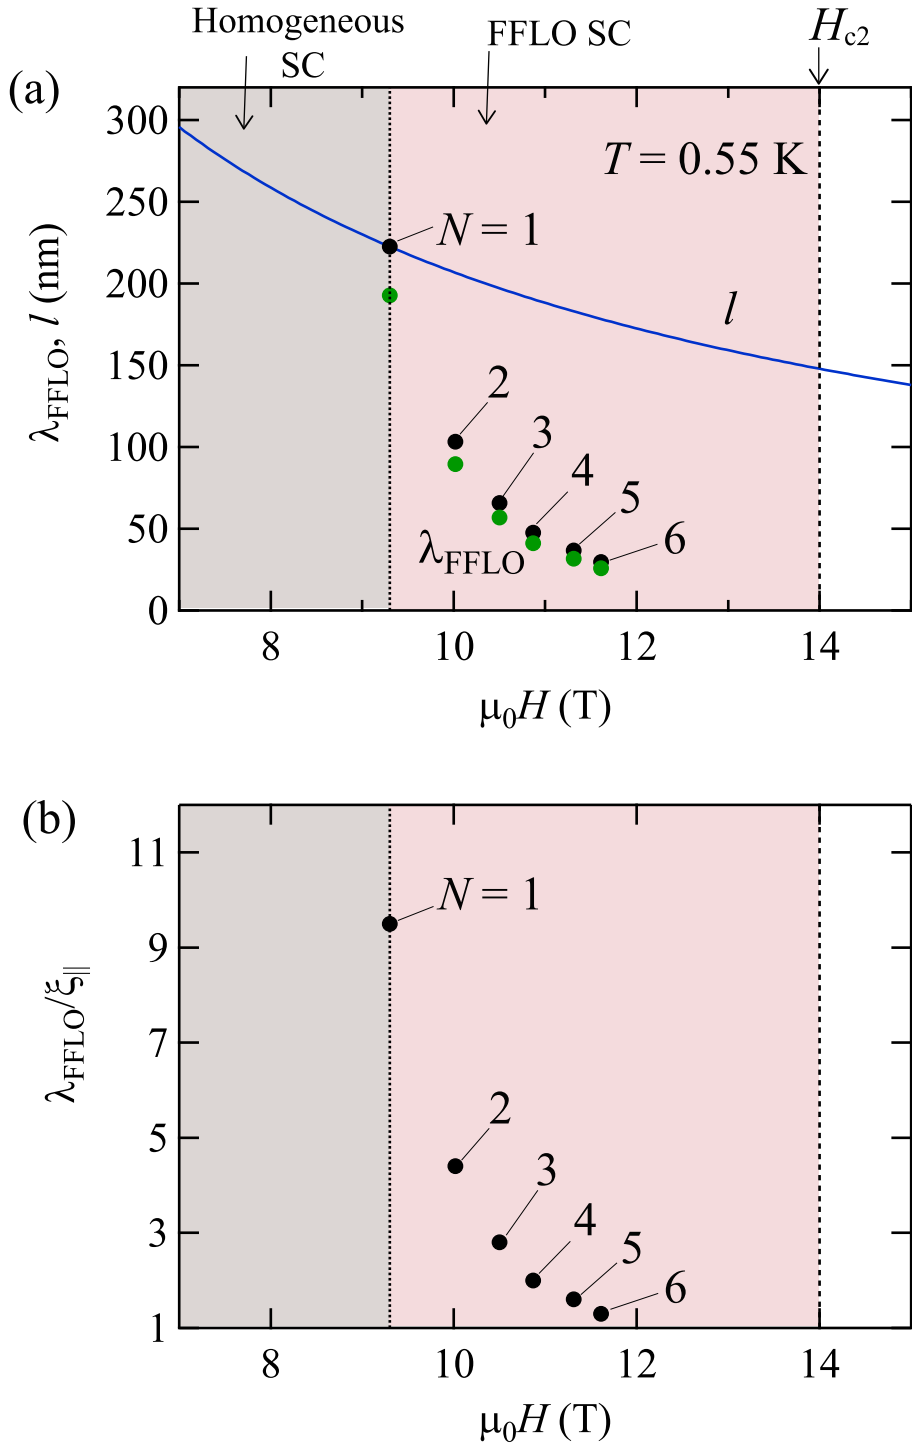 Homogeneous
SC
FFLO SC
Hc2
(a)
T = 0.55 K
N = 1
l
2
3
4
5
6
λFFLO
300
250
200
150
100
50
0
λFFLO, l (nm)
8 10 12 14
μ0H (T)
(b)
N = 1
2
3
4
5
6
11
9
7
5
3
1
λFFLO/ξ||
8 10 12 14
μ0H (T)